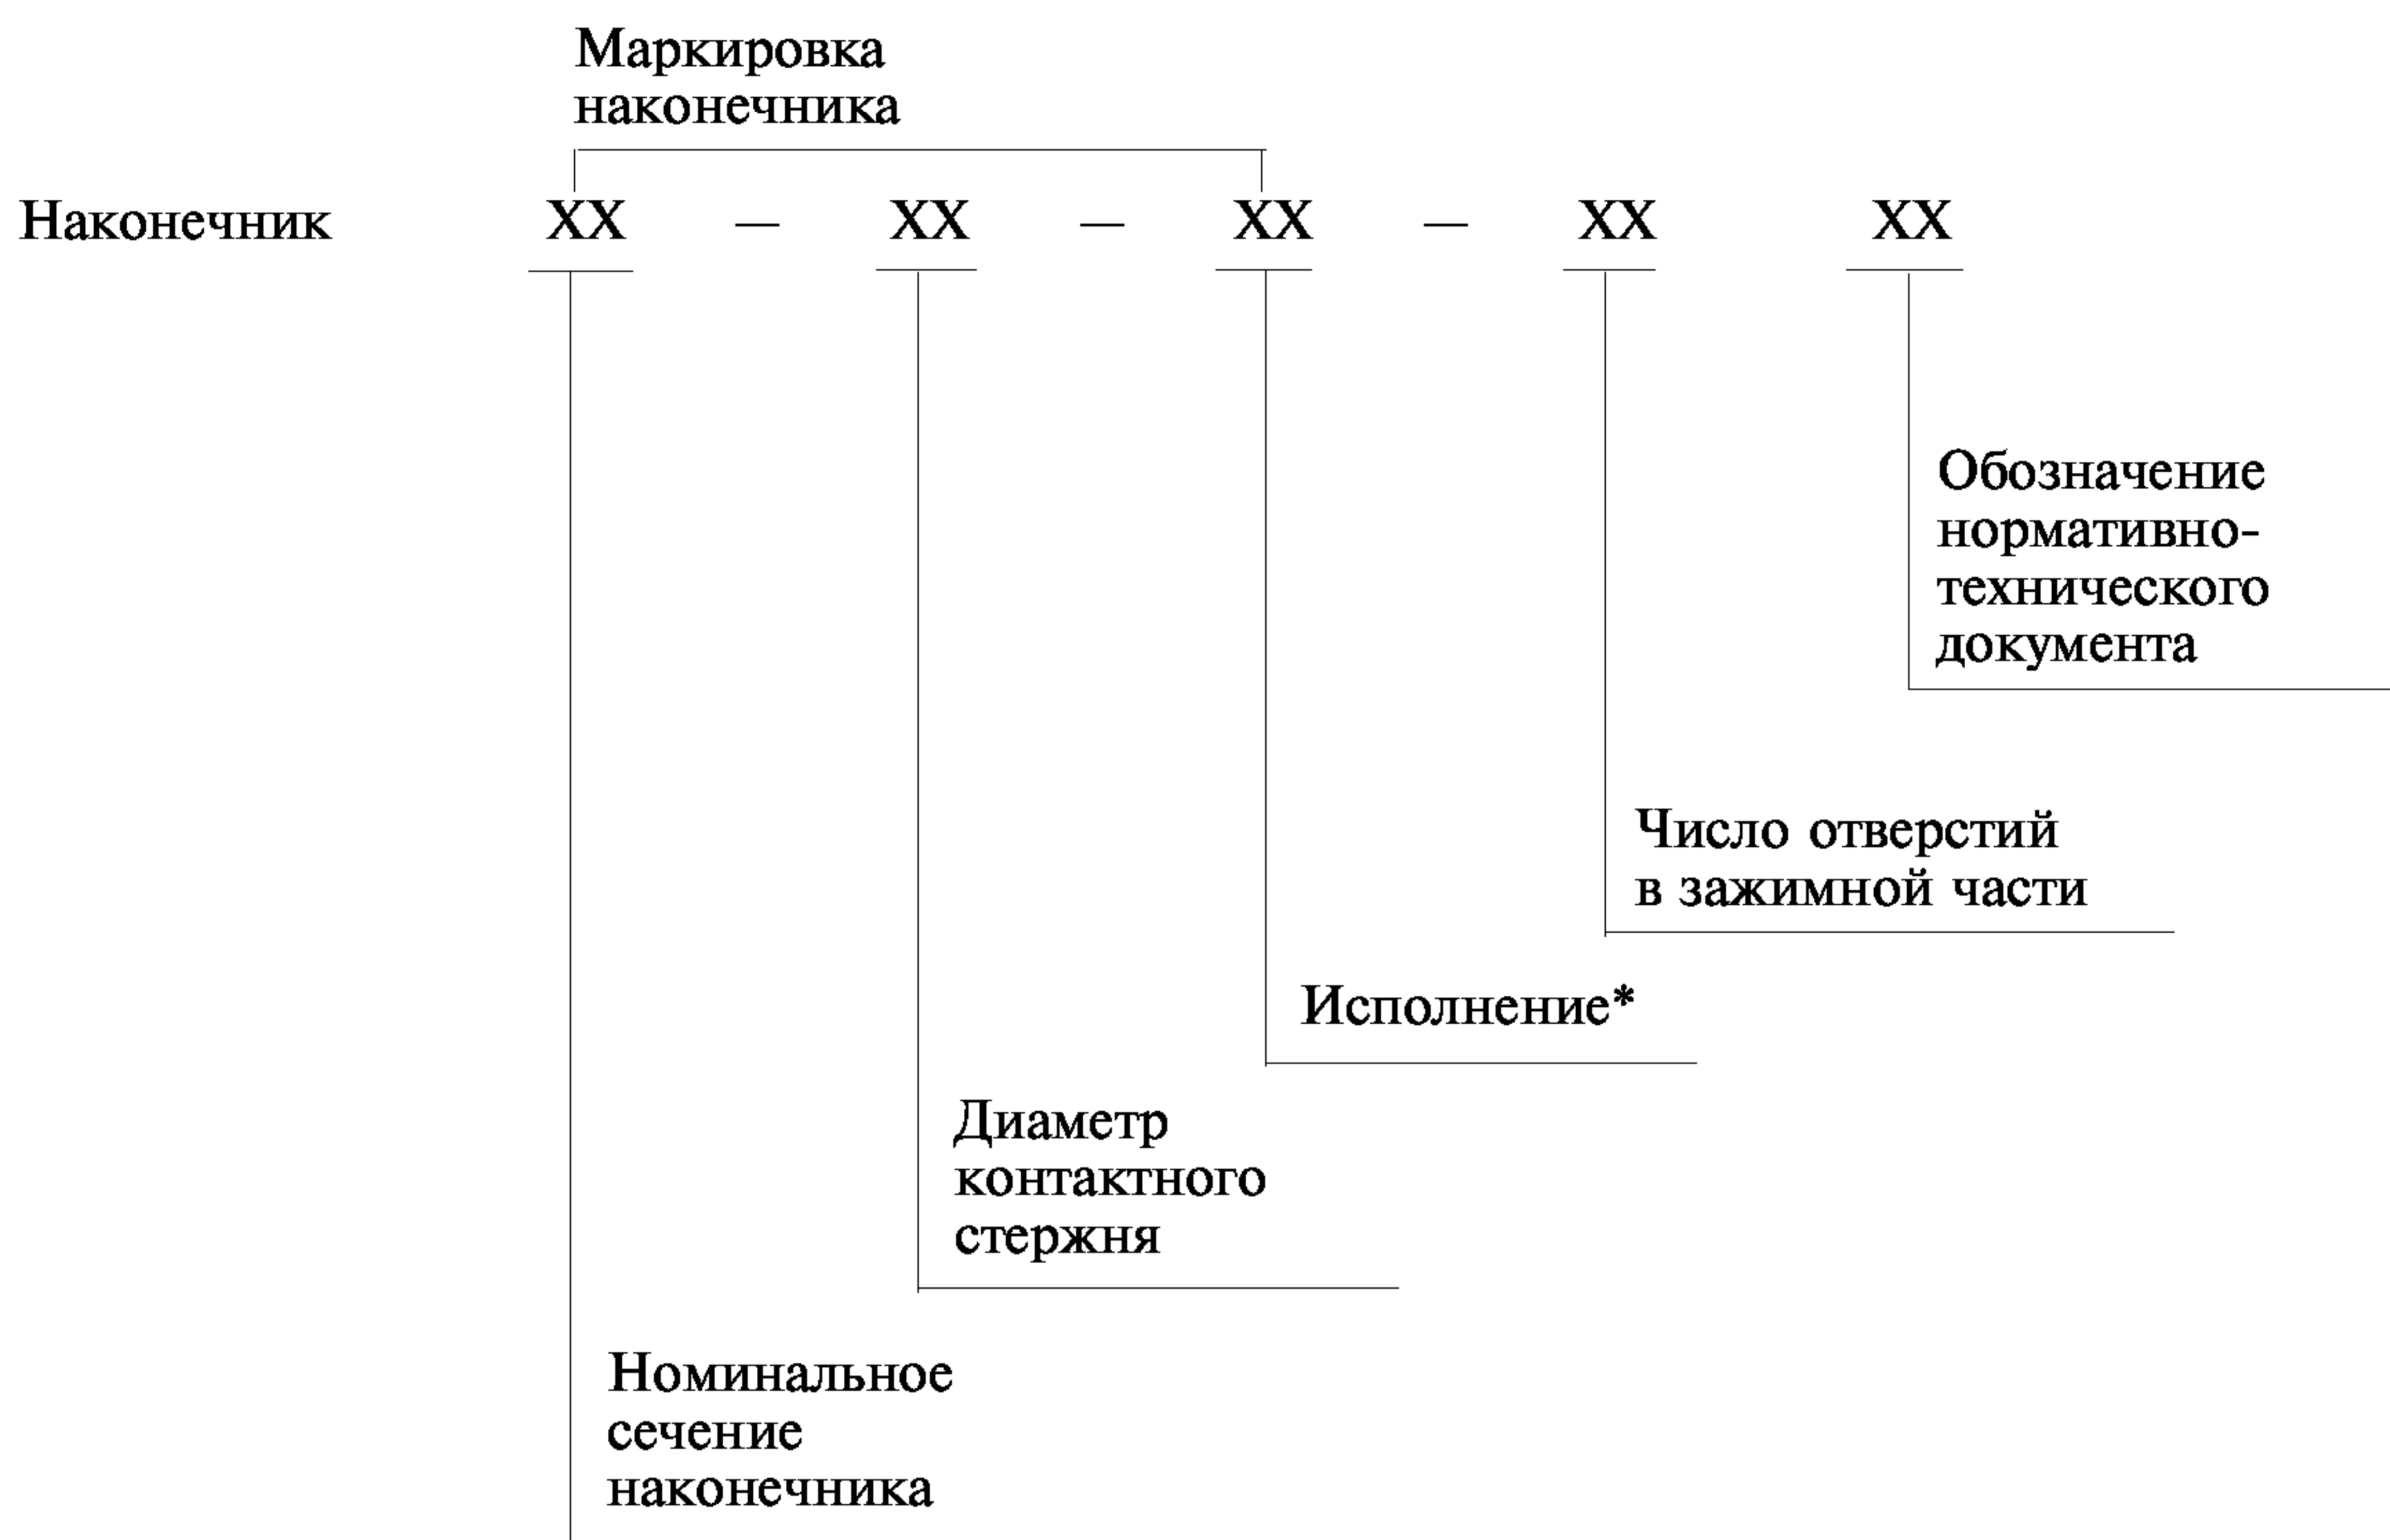 Маркировка
наконечника
Наконечник XX — XX — XX — XX XX
Обозначение
нормативно-
технического
документа
Число отверстий
в зажимной части
Исполнение*
Диаметр
контактного
стержня
Номинальное
сечение
наконечника